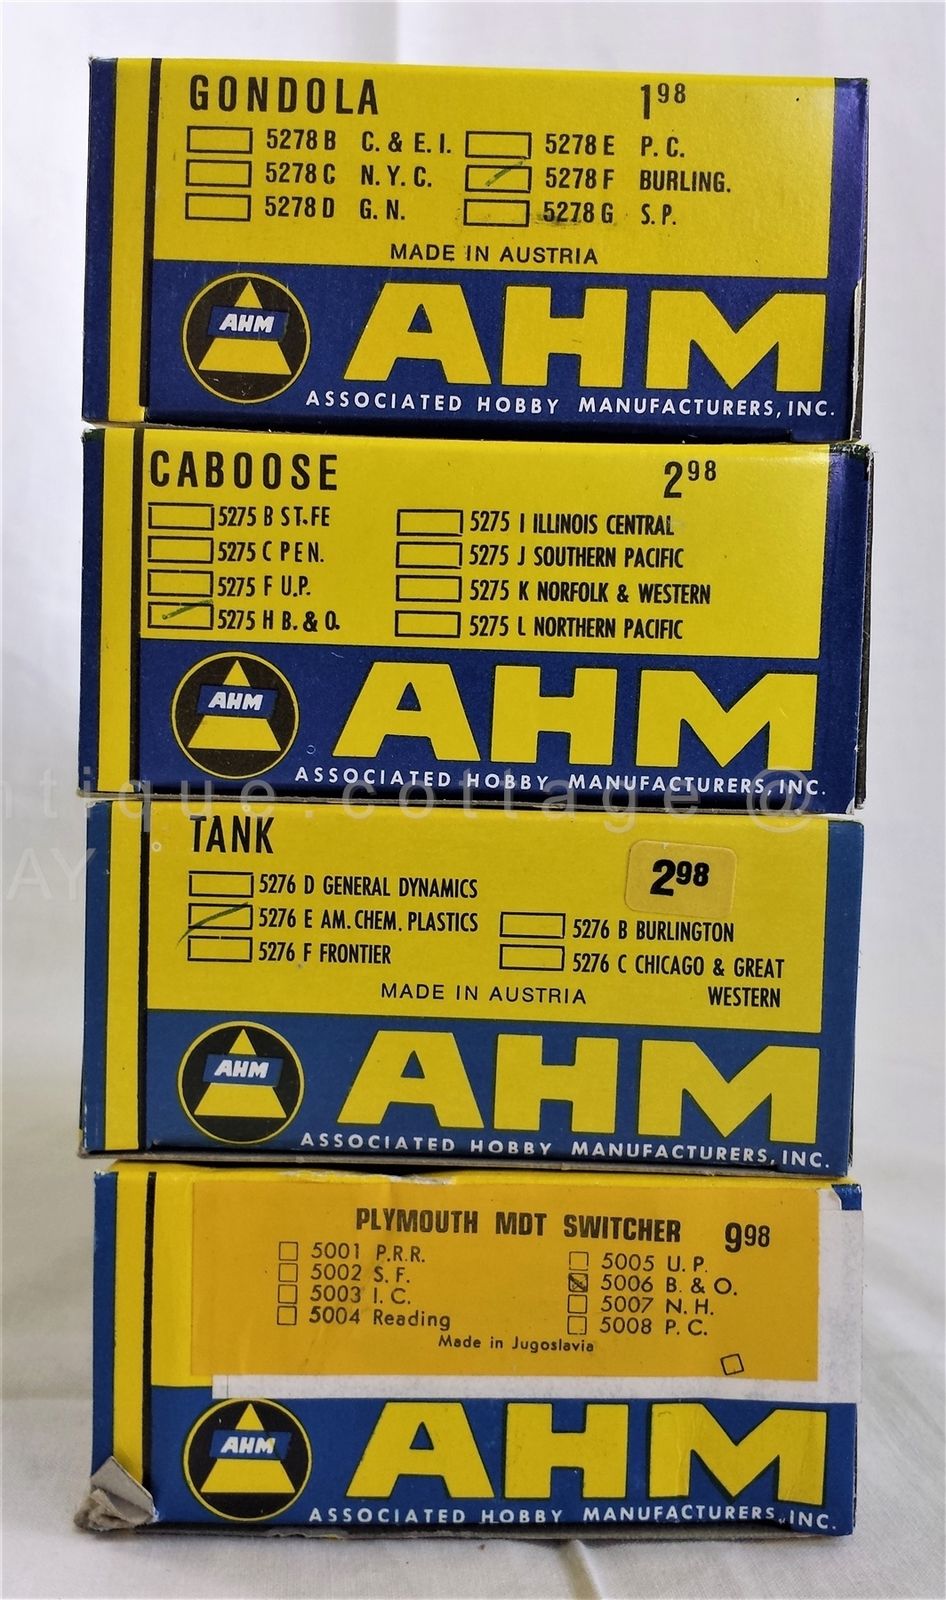 GONDOLA 1 98
5278 B C. & E. I. 5278 E P. C.
5278 C N. Y. C. 5278 F BURLING.
5278 D G. N. 5278 G S. P.
MADE IN AUSTRIA
AHM AHM
ASSOCIATED HOBBY MANUFACTURERS, INC.
CABOOSE 2 98
5275 B ST. FE 5275 I ILLINOIS CENTRAL
5275 C PEN. 5275 J SOUTHERN PACIFIC
5275 F U.P. 5275 K NORFOLK & WESTERN
5275 H B. & O. 5275 L NORTHERN PACIFIC
AHM AHM
ASSOCIATED HOBBY MANUFACTURERS, INC.
ntique.cottage @
AY
TANK 2 98
5276 D GENERAL DYNAMICS
5276 E AM. CHEM. PLASTICS 5276 B BURLINGTON
5276 F FRONTIER 5276 C CHICAGO & GREAT
WESTERN
MADE IN AUSTRIA
AHM AHM
ASSOCIATED HOBBY MANUFACTURERS, INC.
PLYMOUTH MDT SWITCHER 9 98
5001 P.R.R. 5005 U. P.
5002 S. F. 5006 B. & O.
5003 I. C. 5007 N. H.
5004 Reading 5008 P. C.
Made in Jugoslavia
AHM AHM
ASSOCIATED HOBBY MANUFACTURERS, INC.